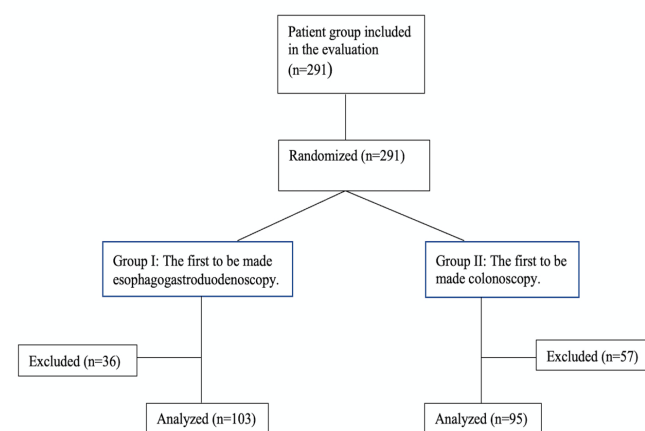 Patient group included
in the evaluation
(n=291)
Randomized (n=291)
Group I: The first to be made
esophagogastroduodenoscopy.
Group II: The first to be
made colonoscopy.
Excluded (n=36)
Excluded (n=57)
Analyzed (n=103)
Analyzed (n=95)